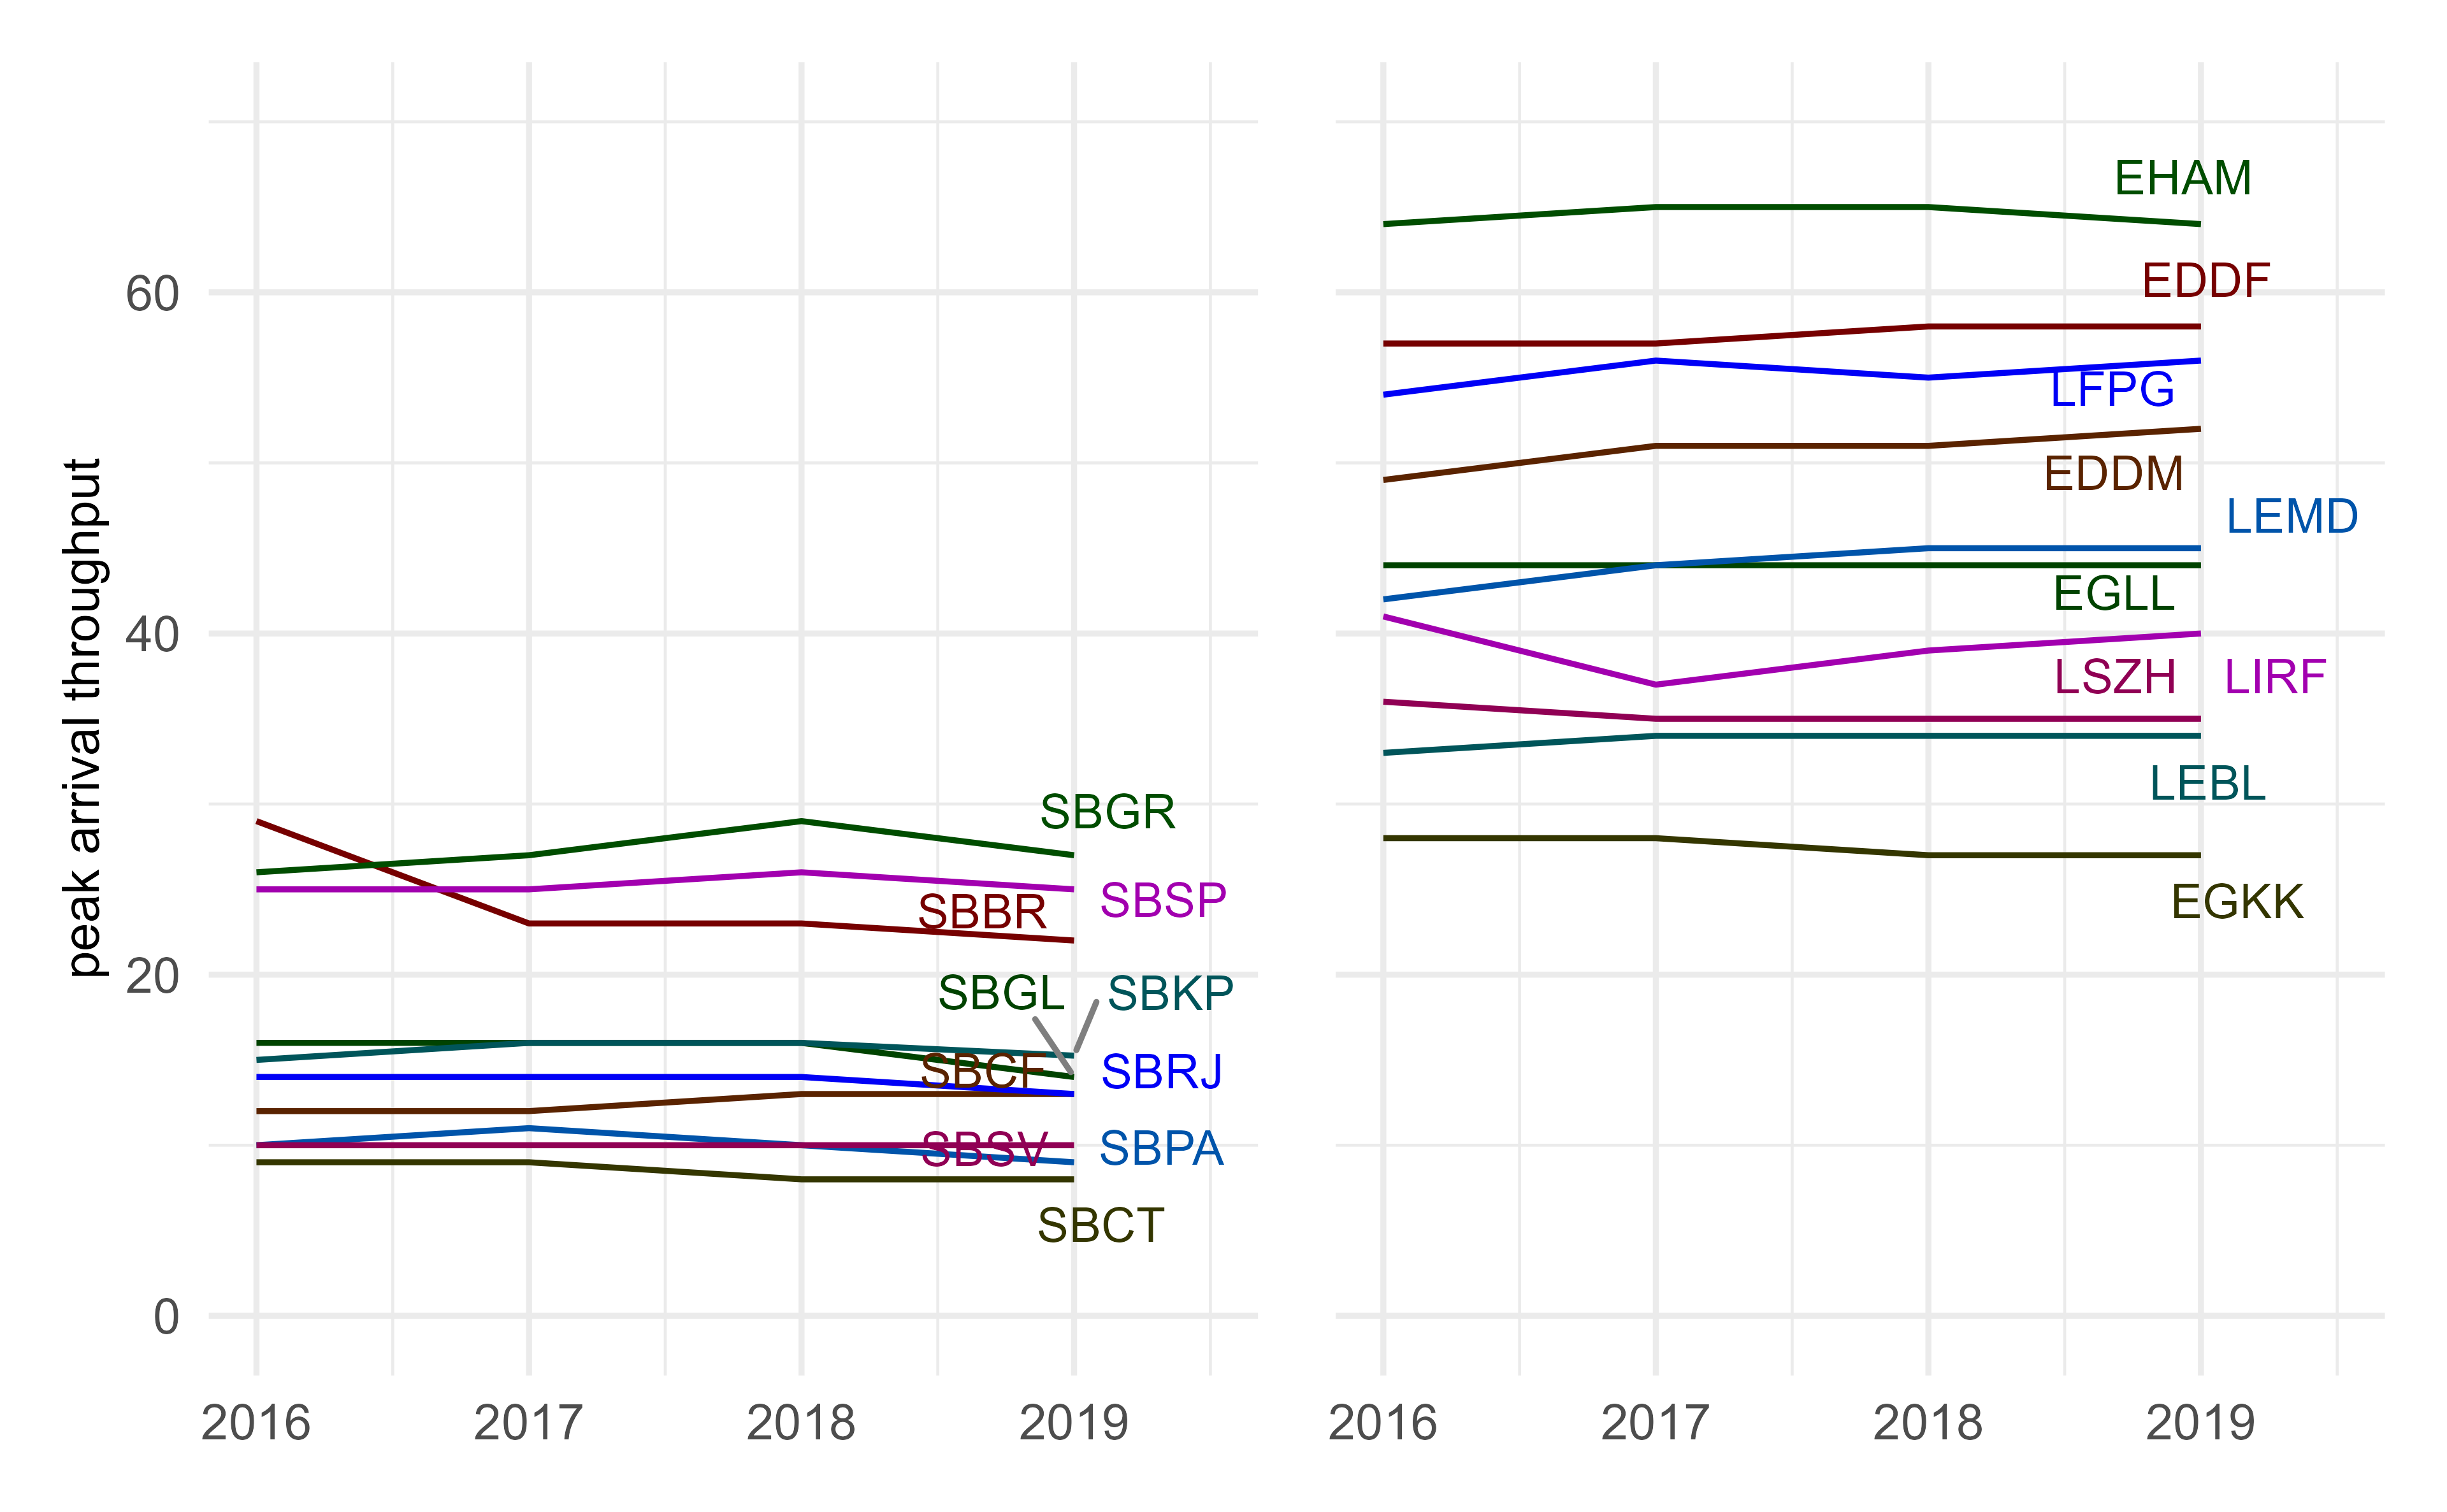 peak arrival throughput
60
40
20
0
SBGR
SBSP
SBBR
SBGL
SBKP
SBCF
SBRJ
SBSV
SBPA
SBCT
2016 2017 2018 2019
EHAM
EDDF
LFPG
EDDM
LEMD
EGLL
LSZH LIRF
LEBL
EGKK
2016 2017 2018 2019